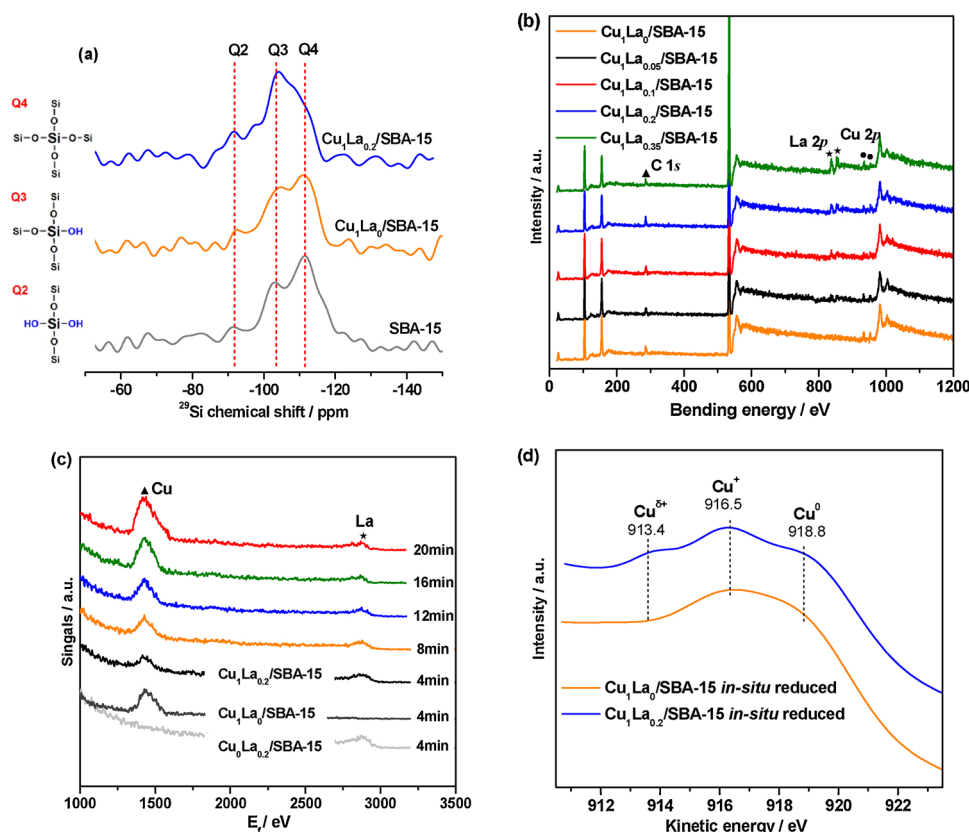 (a)
Q2 Q3 Q4
Q4
Si
O
Si—O—Si—O—Si
O
Si
Cu1La0.2/SBA-15
Q3
Si
O
Si—O—Si—OH
O
Si
Cu1La0/SBA-15
Q2
Si
O
HO—Si—OH
O
Si
SBA-15
-60 -80 -100 -120 -140
29Si chemical shift / ppm
(b)
Cu1La0/SBA-15
Cu1La0.05/SBA-15
Cu1La0.1/SBA-15
Cu1La0.2/SBA-15
Cu1La0.35/SBA-15
La 2p Cu 2p
C 1s
Intensity / a.u.
0 200 400 600 800 1000 1200
Bending energy / eV
(c)
Cu
La
20min
16min
12min
8min
Cu1La0.2/SBA-15 4min
Cu1La0/SBA-15 4min
Cu0La0.2/SBA-15 4min
Singals / a.u.
1000 1500 2000 2500 3000 3500
Er/ eV
(d)
Cu+
916.5
Cuδ+
913.4
Cu0
918.8
Intensity / a.u.
Cu1La0/SBA-15 in-situ reduced
Cu1La0.2/SBA-15 in-situ reduced
912 914 916 918 920 922
Kinetic energy / eV